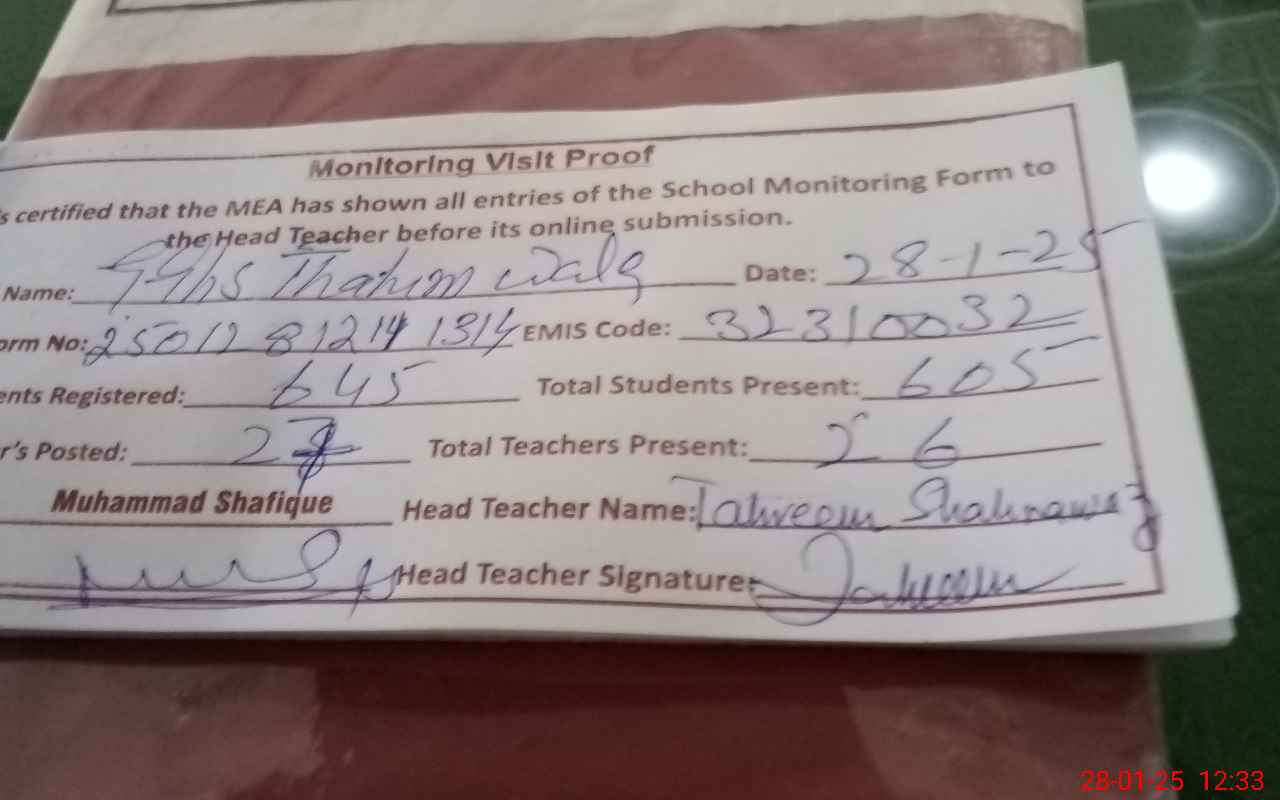 Monitoring Visit Proof
s certified that the MEA has shown all entries of the School Monitoring Form to
the Head Teacher before its online submission.
Name: GGhs Thahim wala Date: 28-1-25
orm No: 25012812141314 EMIS Code: 32310032
ents Registered: 645 Total Students Present: 605
r's Posted: 27 Total Teachers Present: 26
Muhammad Shafique Head Teacher Name: Tahreem Shahnawaz
Head Teacher Signature: Tahreem
28-01-25 12:33